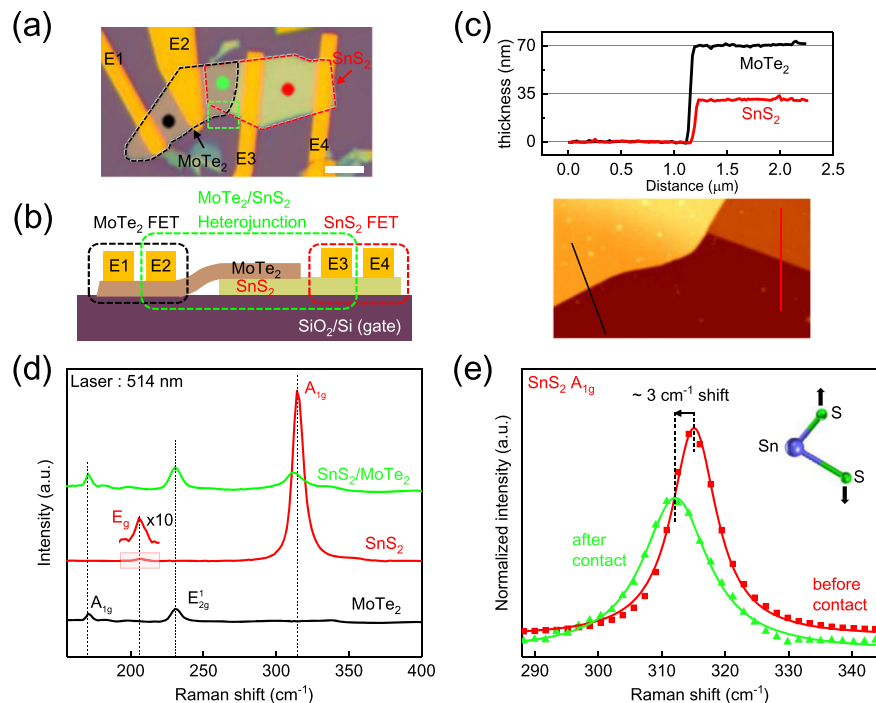 (a)
E1
E2
SnS₂
MoTe₂
E3
E4
(b)
MoTe₂ FET
MoTe₂/SnS₂
Heterojunction
SnS₂ FET
E1
E2
MoTe₂
SnS₂
E3
E4
SiO₂/Si (gate)
(c)
thickness (nm)
70
35
0
MoTe₂
SnS₂
0.0 0.5 1.0 1.5 2.0 2.5
Distance (μm)
(d)
Laser : 514 nm
A₁g
SnS₂/MoTe₂
Eg x10
SnS₂
A₁g
E¹₂g
MoTe₂
Intensity (a.u.)
200 250 300 350 400
Raman shift (cm⁻¹)
(e)
SnS₂ A₁g
~ 3 cm⁻¹ shift
S
Sn
S
after
contact
before
contact
Normalized intensity (a.u.)
290 300 310 320 330 340
Raman shift (cm⁻¹)